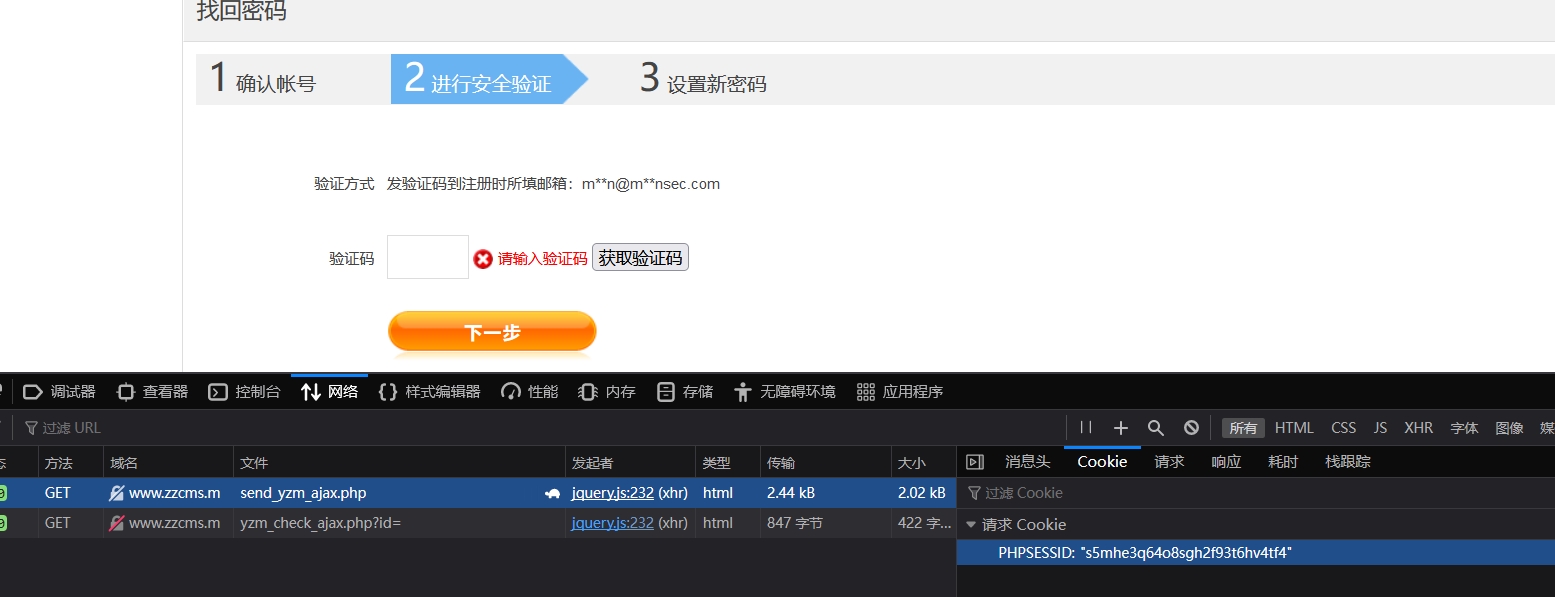 找回密码
1 确认帐号 2 进行安全验证 3 设置新密码
验证方式 发验证码到注册时所填邮箱：m**n@m**nsec.com
验证码 请输入验证码 获取验证码
下一步
调试器 查看器 控制台 网络 样式编辑器 性能 内存 存储 无障碍环境 应用程序
过滤 URL 所有 HTML CSS JS XHR 字体 图像
方法 域名 文件 发起者 类型 传输 大小 消息头 Cookie 请求 响应 耗时 栈跟踪
GET www.zzcms.m send_yzm_ajax.php jquery.js:232 (xhr) html 2.44 kB 2.02 kB 过滤 Cookie
GET www.zzcms.m yzm_check_ajax.php?id= jquery.js:232 (xhr) html 847 字节 422 字... 请求 Cookie
PHPSESSID: "s5mhe3q64o8sgh2f93t6hv4tf4"